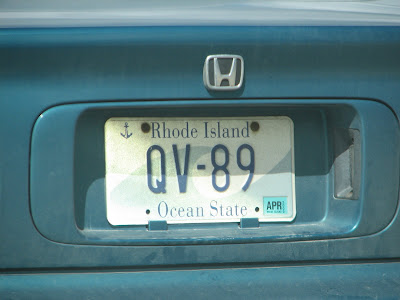 Rhode Island
QV-89
Ocean State
APR